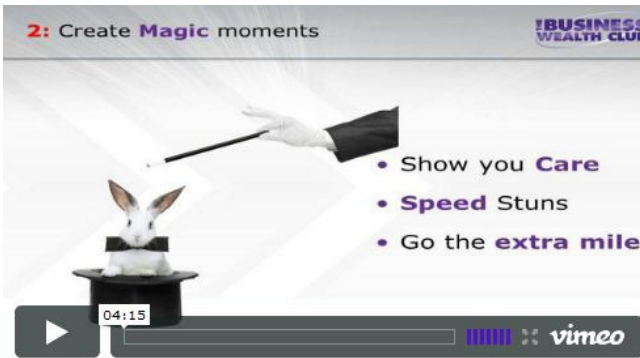 2: Create Magic moments
THE BUSINESS
WEALTH CLUB
• Show you Care
• Speed Stuns
• Go the extra mile
04:15
vimeo